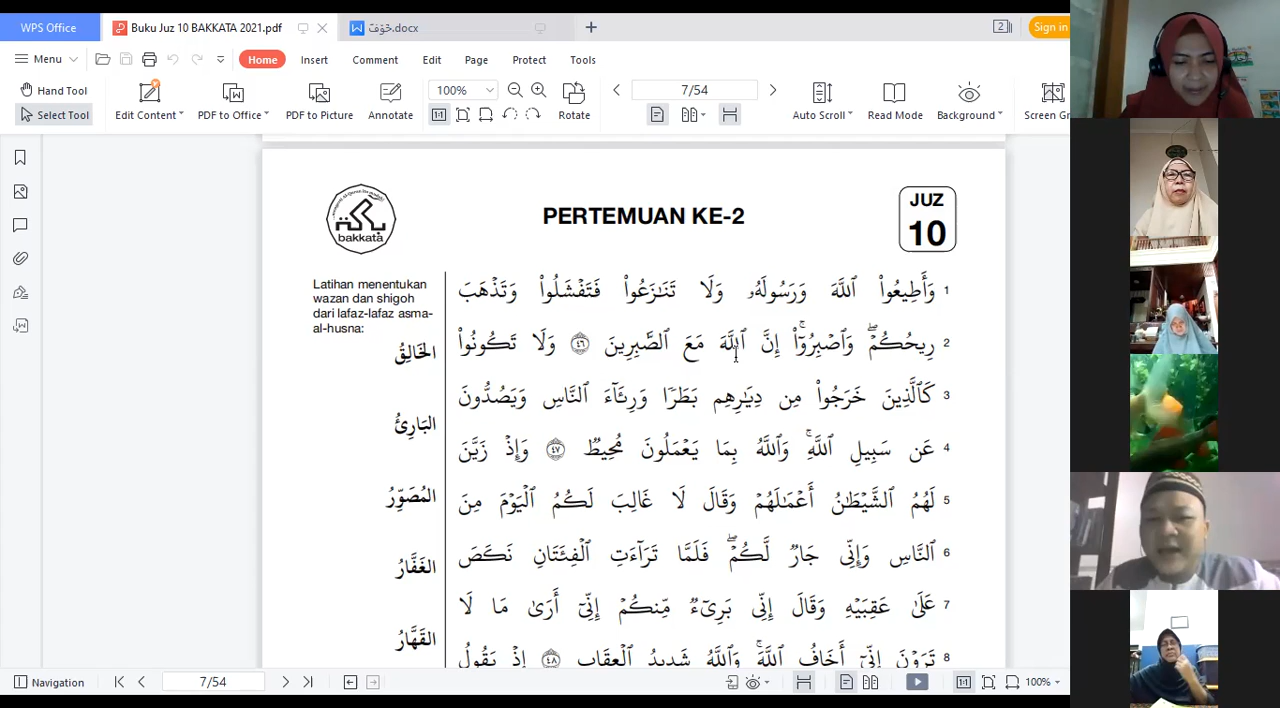 WPS Office
Buku Juz 10 BAKKATA 2021.pdf
خَوَفَ.docx
2
Sign in
Menu
Home
Insert
Comment
Edit
Page
Protect
Tools
Hand Tool
Select Tool
Edit Content
PDF to Office
PDF to Picture
Annotate
100%
Rotate
7/54
Auto Scroll
Read Mode
Background
Screen Gr
bakkata
PERTEMUAN KE-2
JUZ
10
Latihan menentukan
wazan dan shigoh
dari lafaz-lafaz asma-
al-husna:
الخَالِقُ
البَارِئُ
المُصَوِّرُ
الغَفَّارُ
القَهَّارُ
1 وَأَطِيعُوا۟ ٱللَّهَ وَرَسُولَهُۥ وَلَا تَنَـٰزَعُوا۟ فَتَفْشَلُوا۟ وَتَذْهَبَ
2 رِيحُكُمْ ۖ وَٱصْبِرُوٓا۟ ۚ إِنَّ ٱللَّهَ مَعَ ٱلصَّـٰبِرِينَ ٤٦ وَلَا تَكُونُوا۟
3 كَٱلَّذِينَ خَرَجُوا۟ مِن دِيَـٰرِهِم بَطَرًا وَرِئَآءَ ٱلنَّاسِ وَيَصُدُّونَ
4 عَن سَبِيلِ ٱللَّهِ ۚ وَٱللَّهُ بِمَا يَعْمَلُونَ مُحِيطٌ ٤٧ وَإِذْ زَيَّنَ
5 لَهُمُ ٱلشَّيْطَـٰنُ أَعْمَـٰلَهُمْ وَقَالَ لَا غَالِبَ لَكُمُ ٱلْيَوْمَ مِنَ
6 ٱلنَّاسِ وَإِنِّى جَارٌ لَّكُمْ ۖ فَلَمَّا تَرَآءَتِ ٱلْفِئَتَانِ نَكَصَ
7 عَلَىٰ عَقِبَيْهِ وَقَالَ إِنِّى بَرِىٓءٌ مِّنكُمْ إِنِّىٓ أَرَىٰ مَا لَا
8 تَرَوْنَ إِنِّىٓ أَخَافُ ٱللَّهَ ۚ وَٱللَّهُ شَدِيدُ ٱلْعِقَابِ ٤٨ إِذْ يَقُولُ
Navigation
7/54
100%